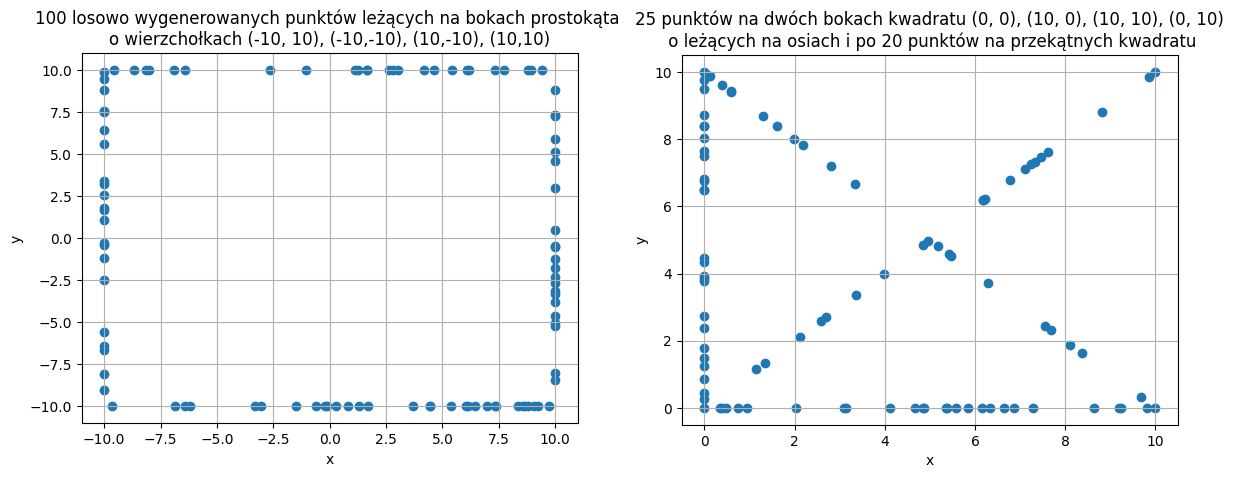 100 losowo wygenerowanych punktów leżących na bokach prostokąta
o wierzchołkach (-10, 10), (-10,-10), (10,-10), (10,10)
10.0
7.5
5.0
2.5
0.0
−2.5
−5.0
−7.5
−10.0
y
−10.0 −7.5 −5.0 −2.5 0.0 2.5 5.0 7.5 10.0
x
25 punktów na dwóch bokach kwadratu (0, 0), (10, 0), (10, 10), (0, 10)
o leżących na osiach i po 20 punktów na przekątnych kwadratu
10
8
6
4
2
0
y
0 2 4 6 8 10
x